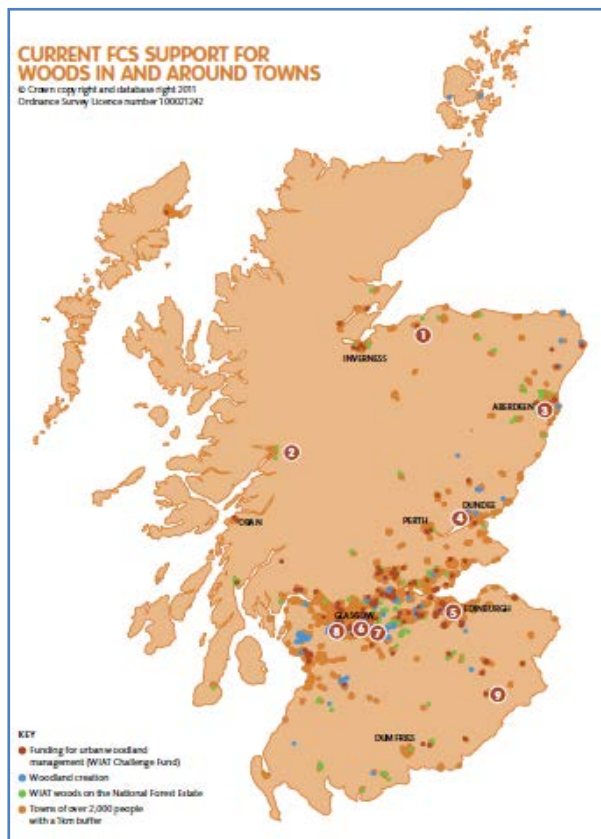 CURRENT FCS SUPPORT FOR
WOODS IN AND AROUND TOWNS
© Crown copyright and database right 2011
Ordnance Survey Licence number 100021242
1
INVERNESS
ABERDEEN
3
2
DUNDEE
PERTH
4
OBAN
GLASGOW
5
EDINBURGH
8
6
7
9
DUMFRIES
KEY
Funding for urban woodland
management (WIAT Challenge Fund)
Woodland creation
WIAT woods on the National Forest Estate
Towns of over 2,000 people
with a 1km buffer